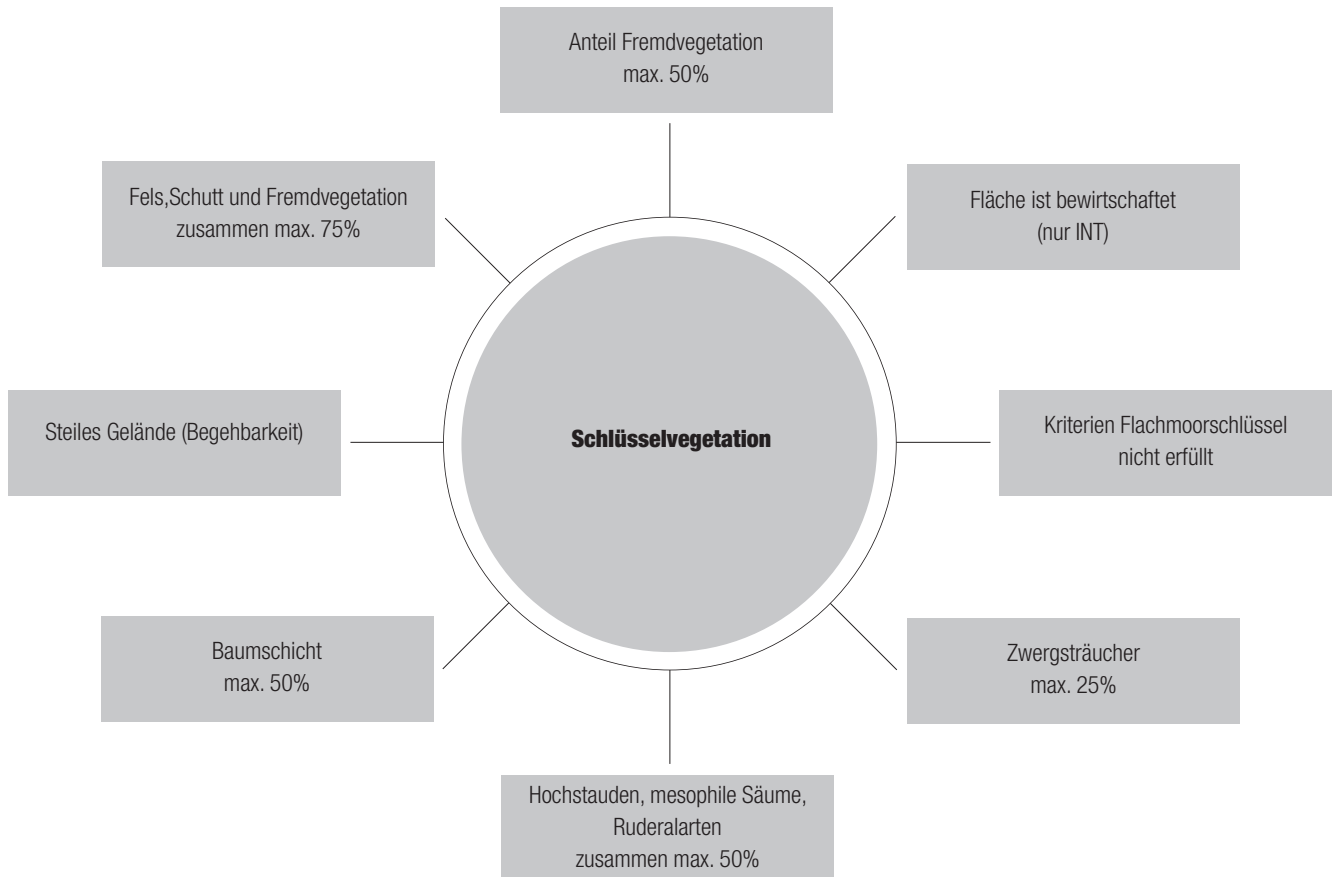 Anteil Fremdvegetation
max. 50%
Fels,Schutt und Fremdvegetation
zusammen max. 75%
Fläche ist bewirtschaftet
(nur INT)
Steiles Gelände (Begehbarkeit)
Schlüsselvegetation
Kriterien Flachmoorschlüssel
nicht erfüllt
Baumschicht
max. 50%
Zwergsträucher
max. 25%
Hochstauden, mesophile Säume,
Ruderalarten
zusammen max. 50%